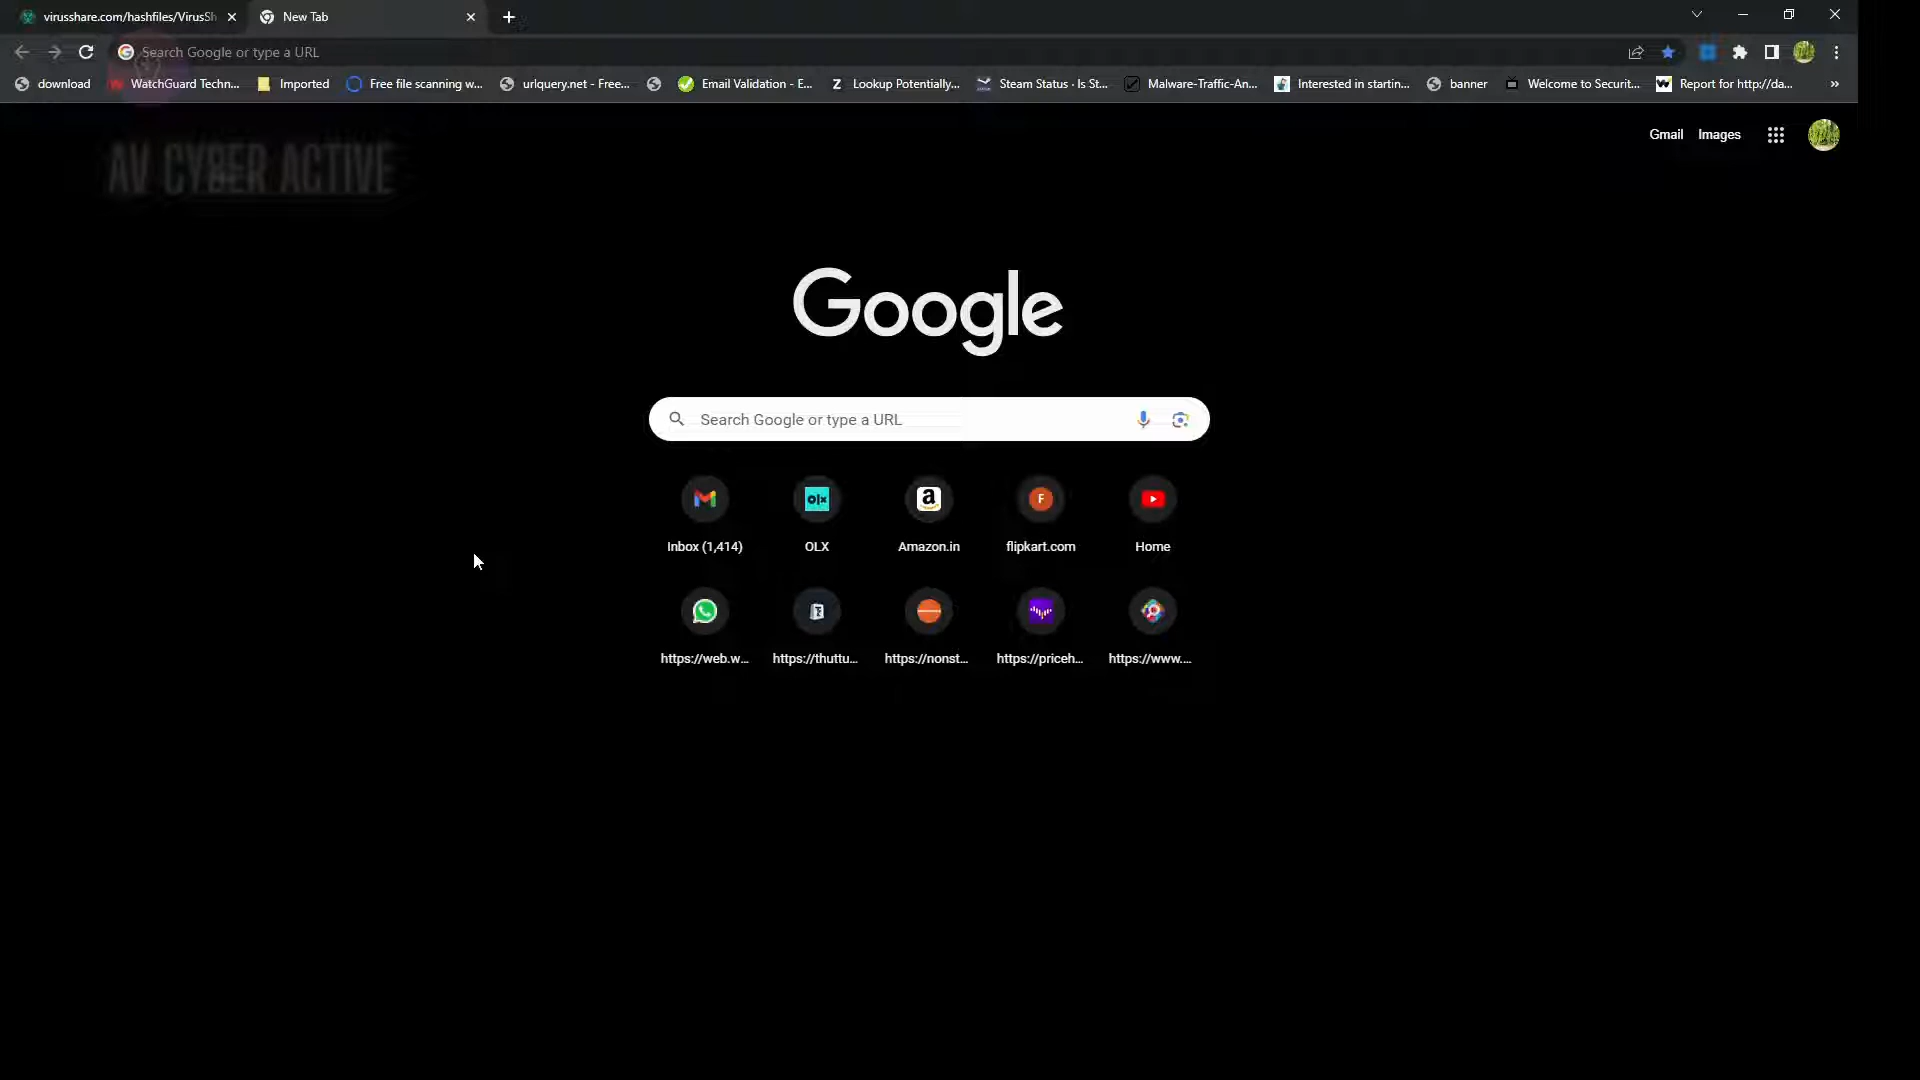 virusshare.com/hashfiles/VirusSh
New Tab
Search Google or type a URL
download
WatchGuard Techn...
Imported
Free file scanning w...
urlquery.net - Free...
Email Validation - E...
Z
Lookup Potentially...
Steam Status · Is St...
Malware-Traffic-An...
Interested in startin...
banner
Welcome to Securit...
W
Report for http://da...
»
Gmail
Images
AV CYBER ACTIVE
Google
Search Google or type a URL
olx
a
F
Inbox (1,414)
OLX
Amazon.in
flipkart.com
Home
https://web.w...
https://thuttu...
https://nonst...
https://priceh...
https://www....